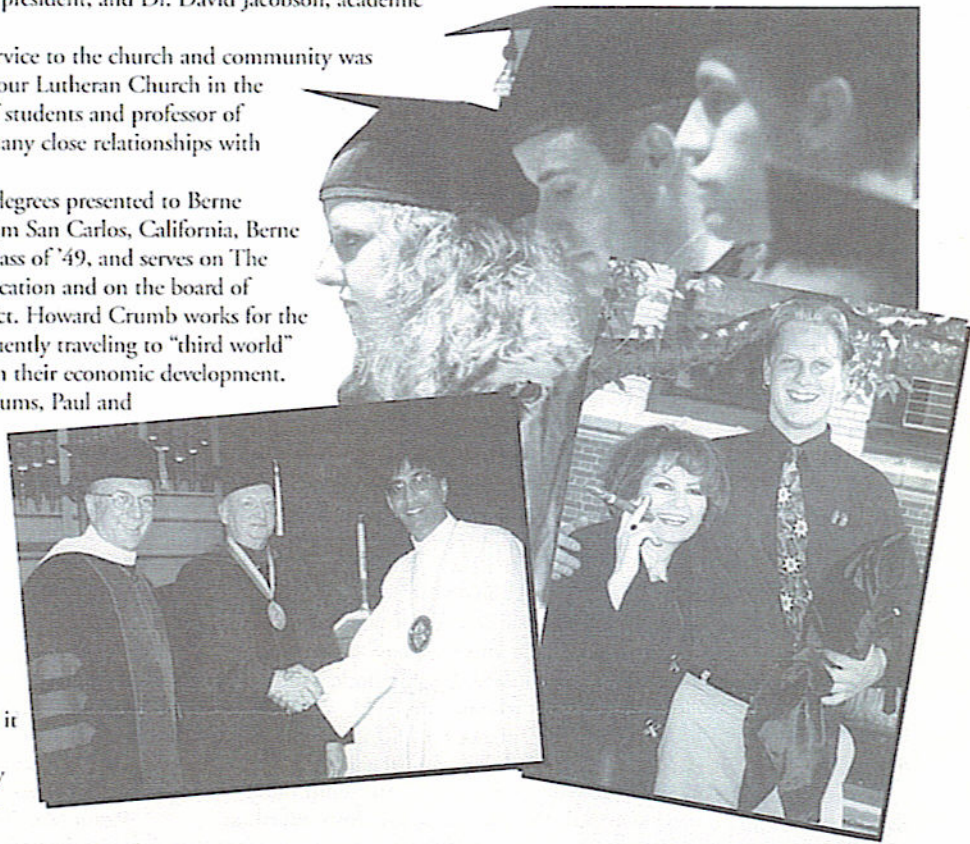 president, and Dr. David Jacobson, academic
rvice to the church and community was
our Lutheran Church in the
students and professor of
any close relationships with
degrees presented to Berne
m San Carlos, California, Berne
ass of '49, and serves on The
cation and on the board of
ct. Howard Crumb works for the
uently traveling to "third world"
n their economic development.
ums, Paul and
it